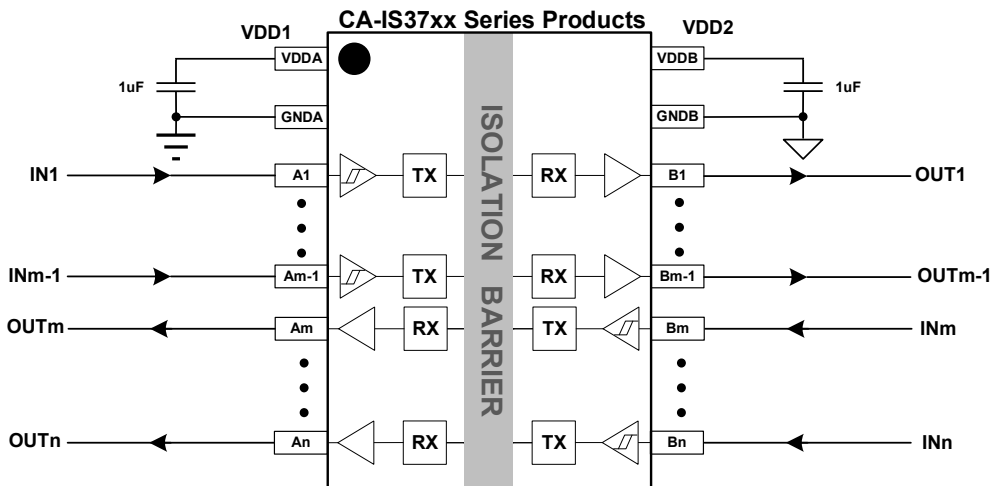 CA-IS37xx Series Products
VDD1
VDD2
VDDA
VDDB
1uF
1uF
GNDA
GNDB
ISOLATION BARRIER
IN1
A1
TX
RX
B1
OUT1
INm-1
Am-1
TX
RX
Bm-1
OUTm-1
OUTm
Am
RX
TX
Bm
INm
OUTn
An
RX
TX
Bn
INn